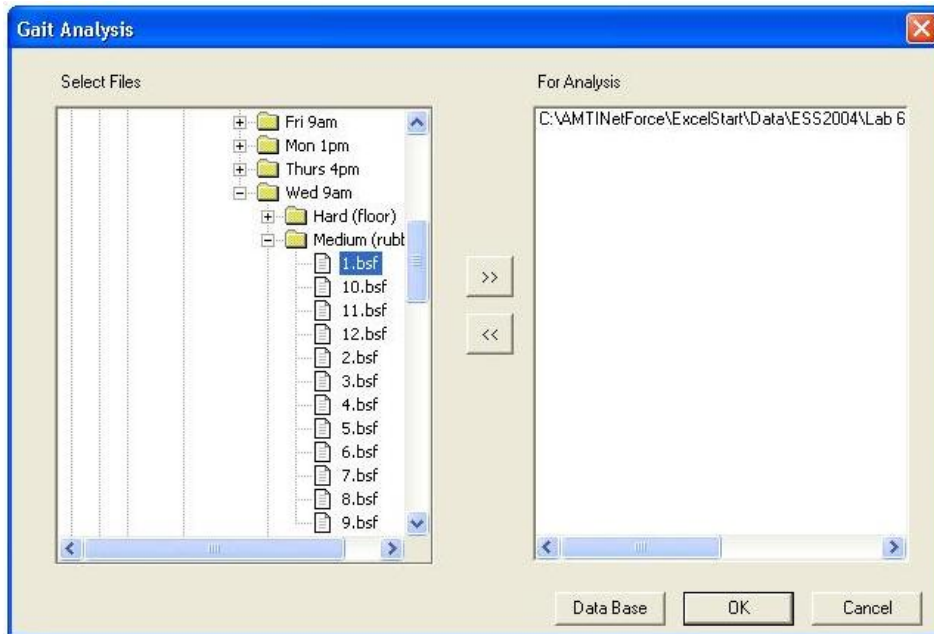 Gait Analysis
Select Files
For Analysis
Fri 9am
Mon 1pm
Thurs 4pm
Wed 9am
Hard (floor)
Medium (rubb
1.bsf
10.bsf
11.bsf
12.bsf
2.bsf
3.bsf
4.bsf
5.bsf
6.bsf
7.bsf
8.bsf
9.bsf
>>
<<
C:\AMTINetForce\ExcelStart\Data\ESS2004\Lab 6
Data Base
OK
Cancel